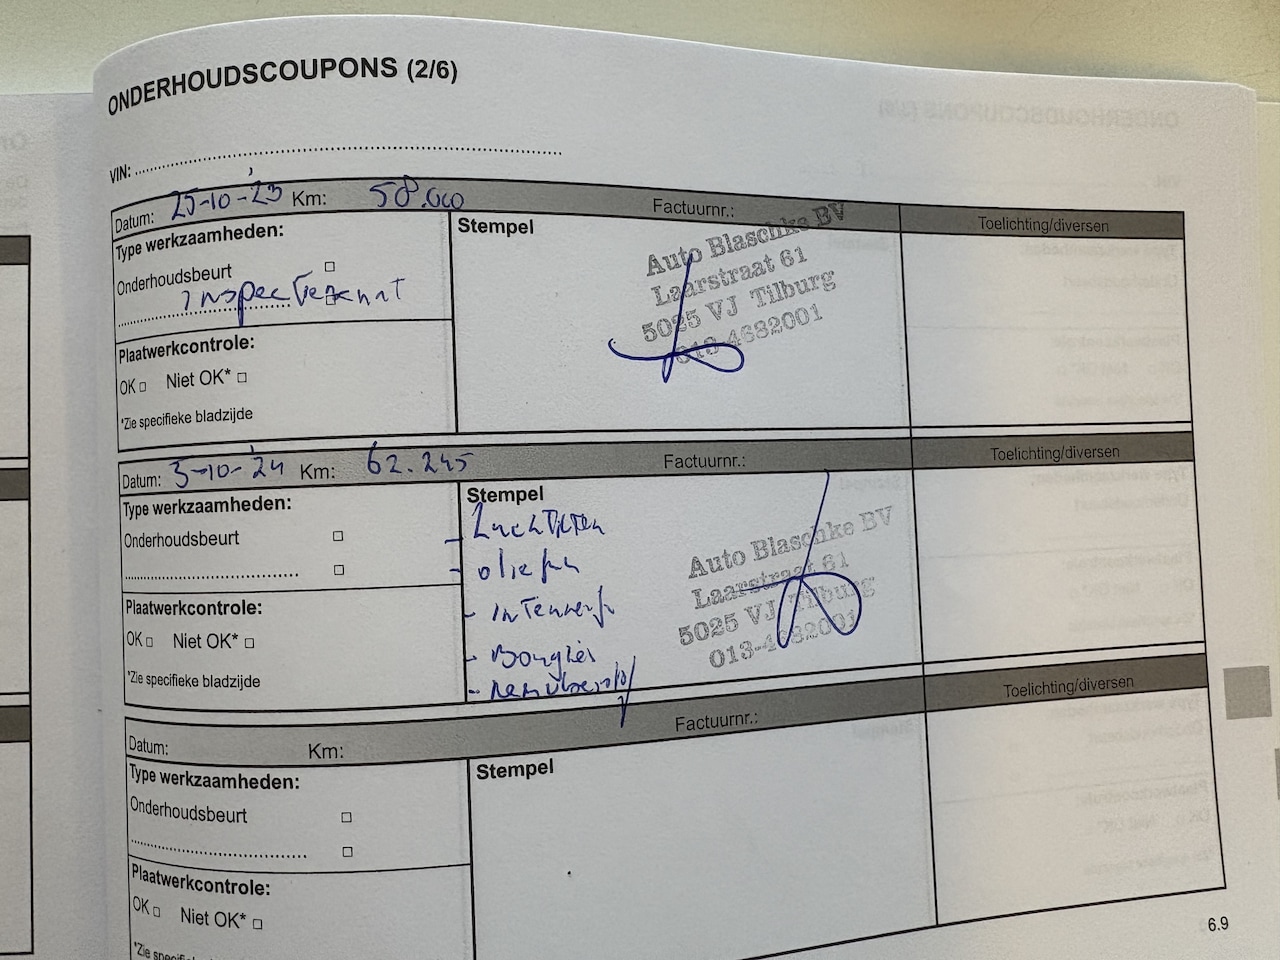 ONDERHOUDSCOUPONS (2/6)
VIN:
Datum: 25-10-'23 Km: 58.000 Factuurnr.: Toelichting/diversen
Type werkzaamheden:
Onderhoudsbeurt
Stempel
Auto Blaschke BV
Laarstraat 61
5025 VJ Tilburg
013-4682001
Plaatwerkcontrole:
OK Niet OK*
*Zie specifieke bladzijde
Datum: 3-10-'24 Km: 62.245 Factuurnr.: Toelichting/diversen
Type werkzaamheden:
Onderhoudsbeurt
Plaatwerkcontrole:
OK Niet OK*
*Zie specifieke bladzijde
Stempel
- Luchtfilter
- olie
- Bougies
- Remvloeistof
Auto Blaschke BV
Laarstraat 61
5025 VJ Tilburg
013-4682001
Datum: Km: Factuurnr.: Toelichting/diversen
Type werkzaamheden:
Onderhoudsbeurt
Stempel
Plaatwerkcontrole:
OK Niet OK*
*Zie
6.9